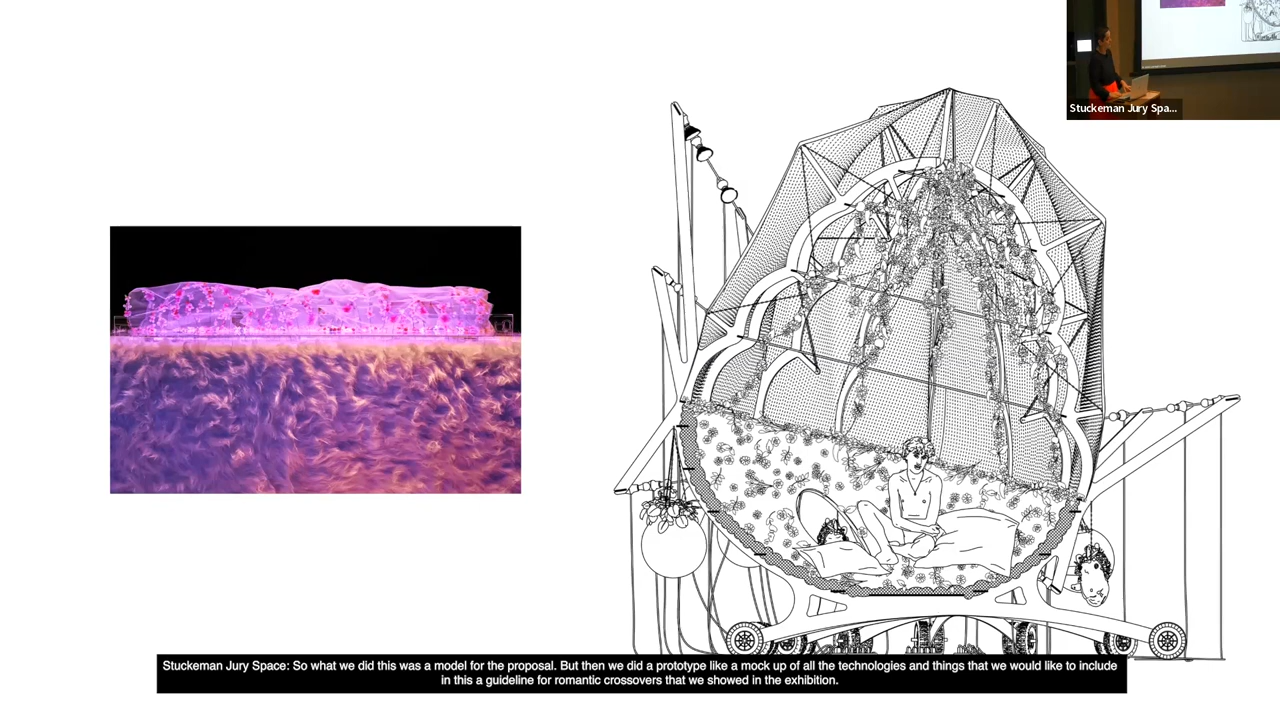 Stuckeman Jury Spa...
Stuckeman Jury Space: So what we did this was a model for the proposal. But then we did a prototype like a mock up of all the technologies and things that we would like to include
in this a guideline for romantic crossovers that we showed in the exhibition.